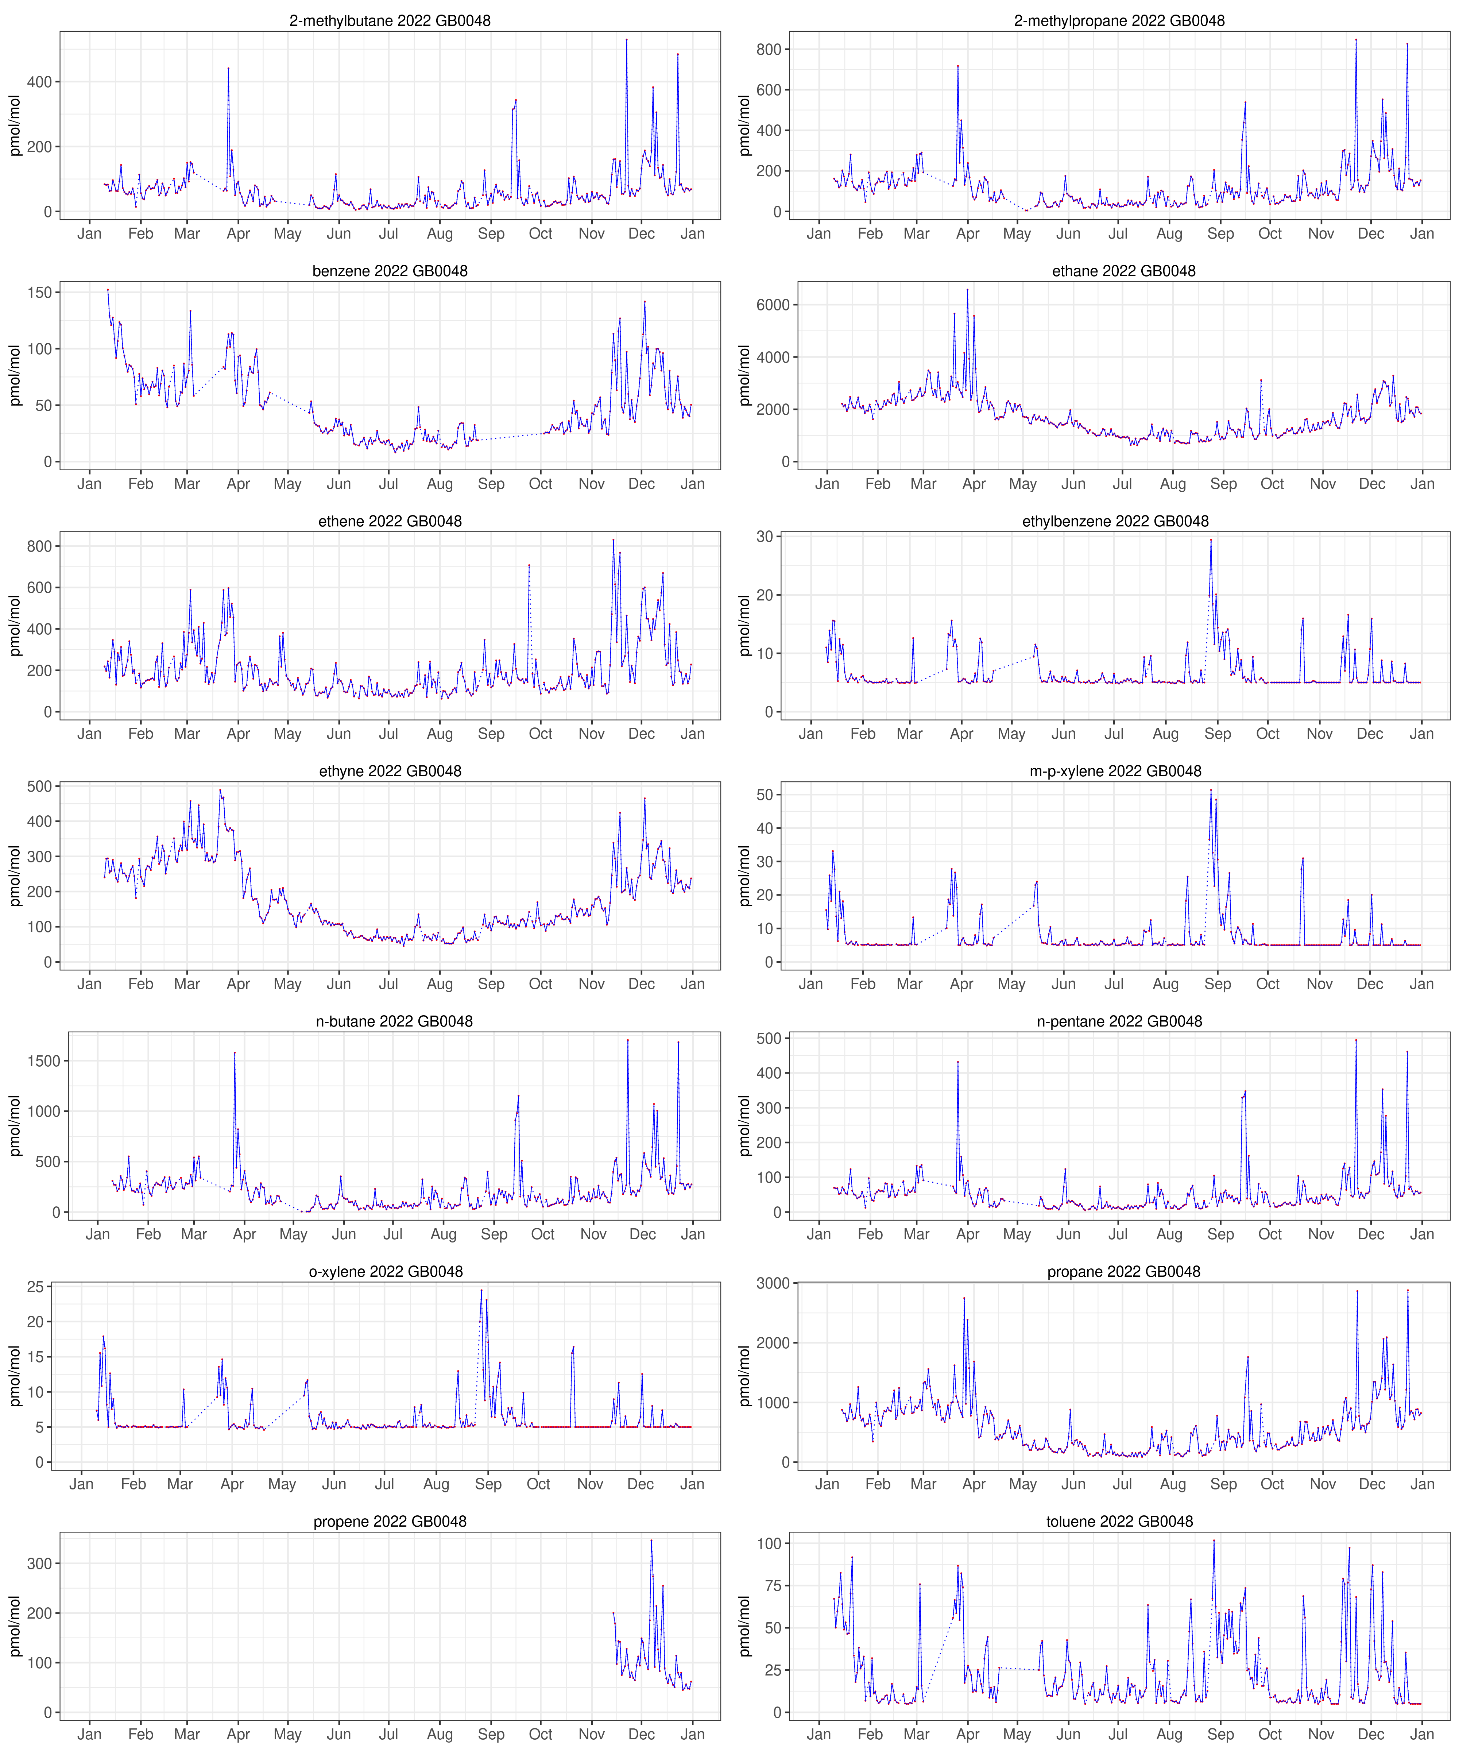 2-methylbutane 2022 GB0048
pmol/mol
400
200
0
Jan Feb Mar Apr May Jun Jul Aug Sep Oct Nov Dec Jan
2-methylpropane 2022 GB0048
pmol/mol
800
600
400
200
0
Jan Feb Mar Apr May Jun Jul Aug Sep Oct Nov Dec Jan
benzene 2022 GB0048
pmol/mol
150
100
50
0
Jan Feb Mar Apr May Jun Jul Aug Sep Oct Nov Dec Jan
ethane 2022 GB0048
pmol/mol
6000
4000
2000
0
Jan Feb Mar Apr May Jun Jul Aug Sep Oct Nov Dec Jan
ethene 2022 GB0048
pmol/mol
800
600
400
200
0
Jan Feb Mar Apr May Jun Jul Aug Sep Oct Nov Dec Jan
ethylbenzene 2022 GB0048
pmol/mol
30
20
10
0
Jan Feb Mar Apr May Jun Jul Aug Sep Oct Nov Dec Jan
ethyne 2022 GB0048
pmol/mol
500
400
300
200
100
0
Jan Feb Mar Apr May Jun Jul Aug Sep Oct Nov Dec Jan
m-p-xylene 2022 GB0048
pmol/mol
50
40
30
20
10
0
Jan Feb Mar Apr May Jun Jul Aug Sep Oct Nov Dec Jan
n-butane 2022 GB0048
pmol/mol
1500
1000
500
0
Jan Feb Mar Apr May Jun Jul Aug Sep Oct Nov Dec Jan
n-pentane 2022 GB0048
pmol/mol
500
400
300
200
100
0
Jan Feb Mar Apr May Jun Jul Aug Sep Oct Nov Dec Jan
o-xylene 2022 GB0048
pmol/mol
25
20
15
10
5
0
Jan Feb Mar Apr May Jun Jul Aug Sep Oct Nov Dec Jan
propane 2022 GB0048
pmol/mol
3000
2000
1000
0
Jan Feb Mar Apr May Jun Jul Aug Sep Oct Nov Dec Jan
propene 2022 GB0048
pmol/mol
300
200
100
0
Jan Feb Mar Apr May Jun Jul Aug Sep Oct Nov Dec Jan
toluene 2022 GB0048
pmol/mol
100
75
50
25
0
Jan Feb Mar Apr May Jun Jul Aug Sep Oct Nov Dec Jan